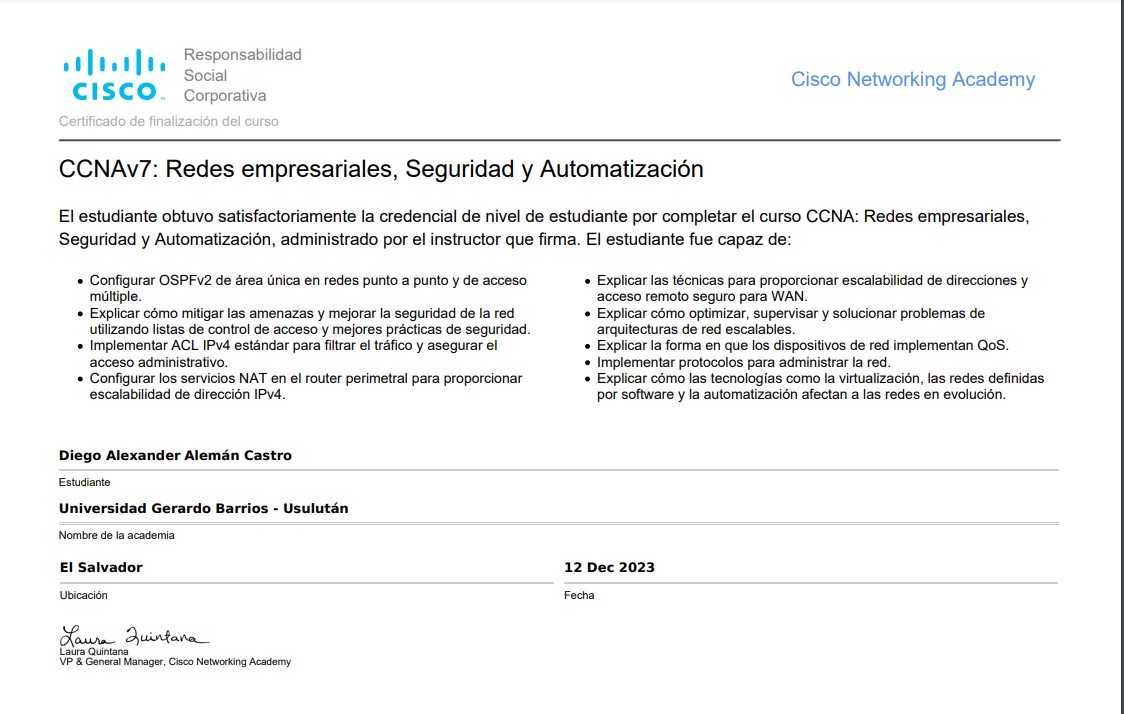 CISCO
Responsabilidad
Social
Corporativa
Cisco Networking Academy
Certificado de finalización del curso
CCNAv7: Redes empresariales, Seguridad y Automatización
El estudiante obtuvo satisfactoriamente la credencial de nivel de estudiante por completar el curso CCNA: Redes empresariales,
Seguridad y Automatización, administrado por el instructor que firma. El estudiante fue capaz de:
• Configurar OSPFv2 de área única en redes punto a punto y de acceso
múltiple.
• Explicar cómo mitigar las amenazas y mejorar la seguridad de la red
utilizando listas de control de acceso y mejores prácticas de seguridad.
• Implementar ACL IPv4 estándar para filtrar el tráfico y asegurar el
acceso administrativo.
• Configurar los servicios NAT en el router perimetral para proporcionar
escalabilidad de dirección IPv4.
• Explicar las técnicas para proporcionar escalabilidad de direcciones y
acceso remoto seguro para WAN.
• Explicar cómo optimizar, supervisar y solucionar problemas de
arquitecturas de red escalables.
• Explicar la forma en que los dispositivos de red implementan QoS.
• Implementar protocolos para administrar la red.
• Explicar cómo las tecnologías como la virtualización, las redes definidas
por software y la automatización afectan a las redes en evolución.
Diego Alexander Alemán Castro
Estudiante
Universidad Gerardo Barrios - Usulután
Nombre de la academia
El Salvador
Ubicación
12 Dec 2023
Fecha
Laura Quintana
Laura Quintana
VP & General Manager, Cisco Networking Academy